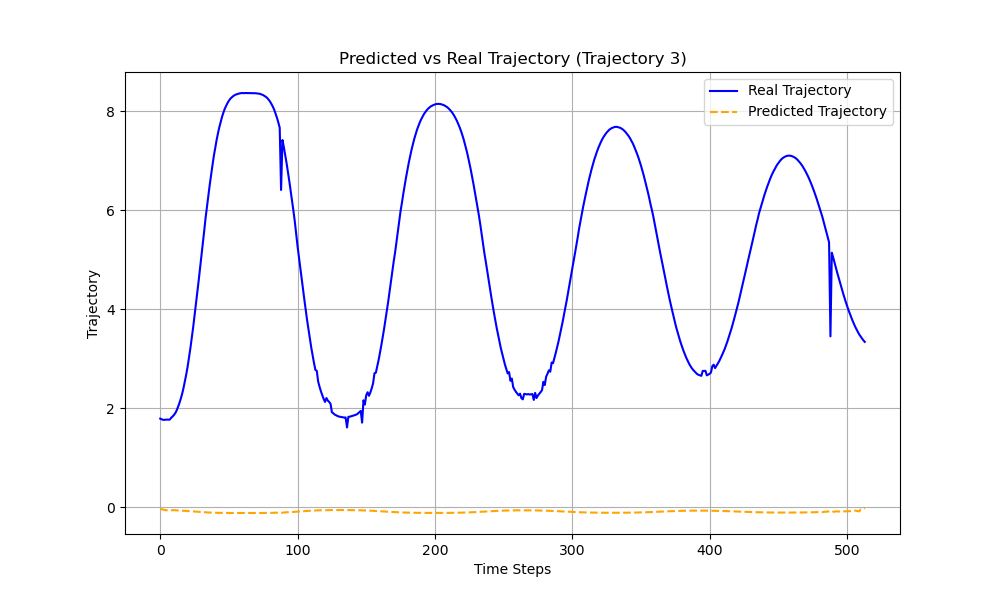 Predicted vs Real Trajectory (Trajectory 3)
Real Trajectory
Predicted Trajectory
Trajectory
8
6
4
2
0
0 100 200 300 400 500
Time Steps